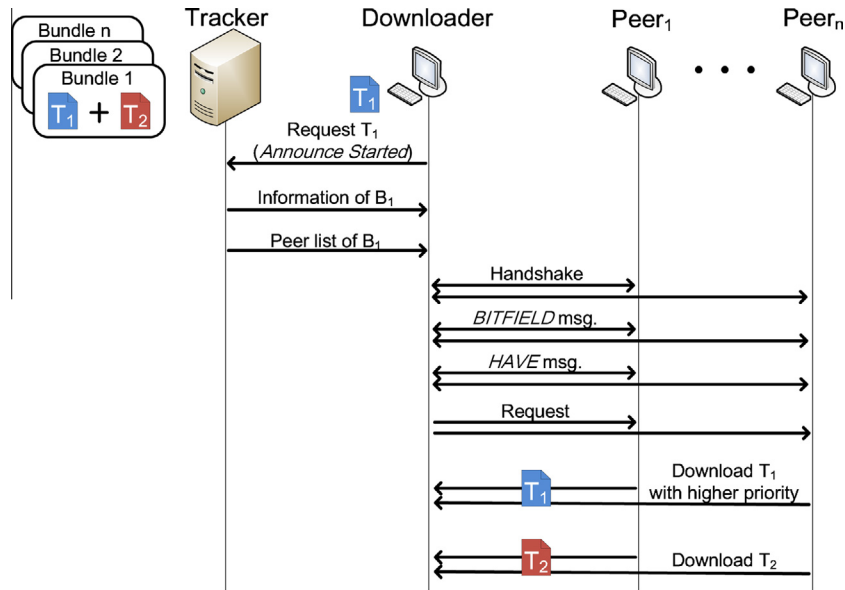 Bundle n
Bundle 2
Bundle 1
T1 + T2
Tracker
Downloader
Peer1
Peern
T1
Request T1
(Announce Started)
Information of B1
Peer list of B1
Handshake
BITFIELD msg.
HAVE msg.
Request
T1
Download T1
with higher priority
T2
Download T2